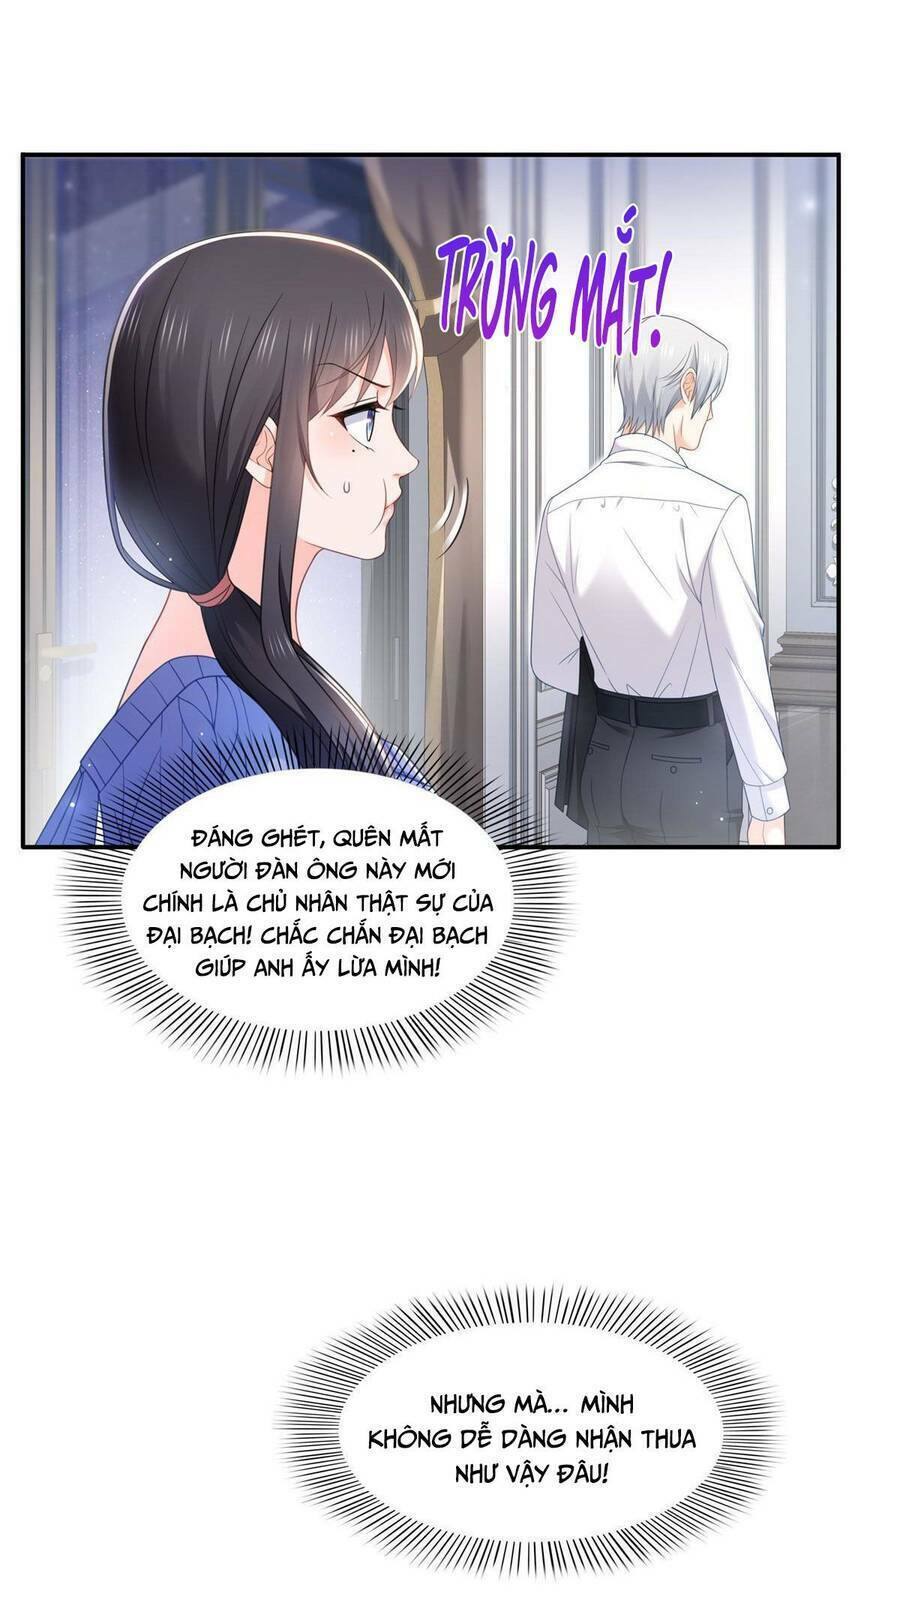 TRỪNG MẮT!
ĐÁNG GHÉT, QUÊN MẤT
NGƯỜI ĐÀN ÔNG NÀY MỚI
CHÍNH LÀ CHỦ NHÂN THẬT SỰ CỦA
ĐẠI BẠCH! CHẮC CHẮN ĐẠI BẠCH
GIÚP ANH ẤY LỪA MÌNH!
NHƯNG MÀ... MÌNH
KHÔNG DỄ DÀNG NHẬN THUA
NHƯ VẬY ĐÂU!